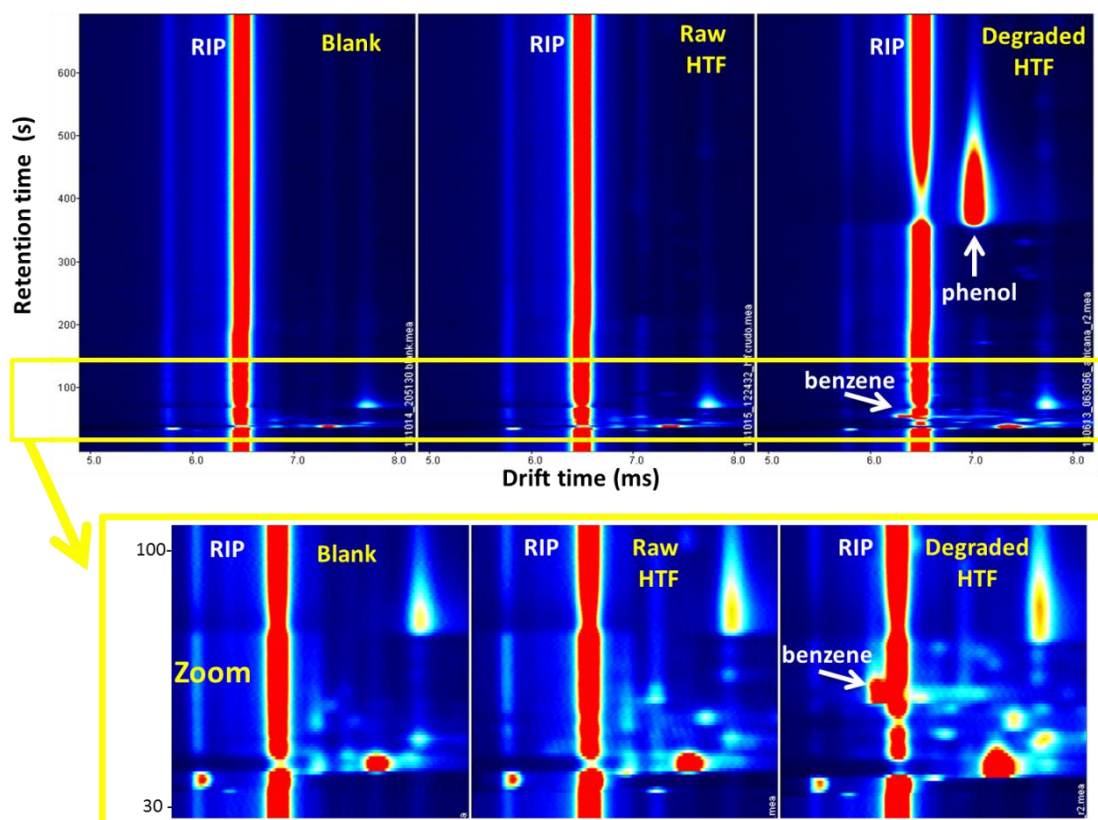 RIP
Blank
RIP
Raw
HTF
RIP
Degraded
HTF
Retention time (s)
600
500
400
300
200
100
phenol
benzene
5.0 6.0 7.0 8.0
5.0 6.0 7.0 8.0
5.0 6.0 7.0 8.0
Drift time (ms)
100
30
Zoom
RIP
Blank
RIP
Raw
HTF
RIP
Degraded
HTF
benzene
a
mea
r2.mea